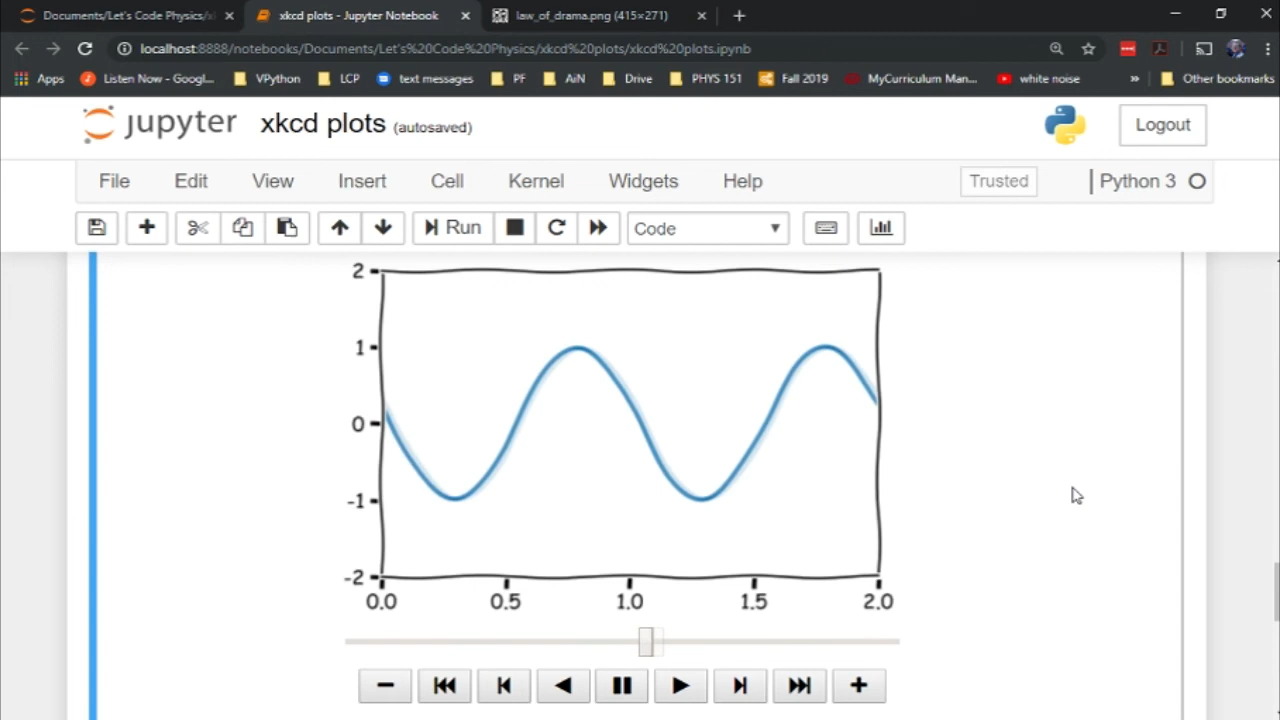 Documents/Let's Code Physics/x
xkcd plots - Jupyter Notebook
law_of_drama.png (415×271)
localhost:8888/notebooks/Documents/Let's%20Code%20Physics/xkcd%20plots/xkcd%20plots.ipynb
Apps
Listen Now - Googl...
VPython
LCP
text messages
PF
AiN
Drive
PHYS 151
Fall 2019
MyCurriculum Man...
white noise
»
Other bookmarks
jupyter xkcd plots (autosaved)
Logout
File Edit View Insert Cell Kernel Widgets Help
Trusted
Python 3
Run
Code
2
1
0
-1
-2
0.0 0.5 1.0 1.5 2.0